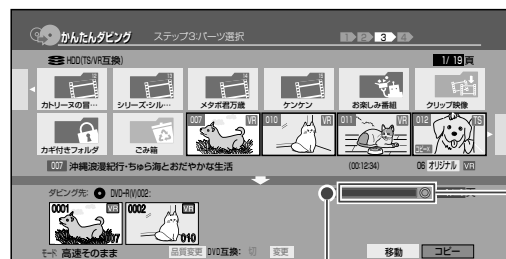 かんたんダビング ステップ3:パーツ選択 1 2 3 4
HDD(TS/VR互換) 1/ 19頁
カトリーヌの冒… シリーズ・シル… メタボ君万歳 ケンケン お楽しみ番組 クリップ映像
カギ付きフォルダ ごみ箱 007 VR 010 VR 011 VR 012 TS
コピー×
007 沖縄浪漫紀行・ちゅら海とおだやかな生活 (00:12:34) 06 オリジナル VR
ダビング先: DVD-R(V)002:
0001 VR 007 0002 VR 010
モード 高速そのまま 品質変更 DVD互換: 切 変更 移動 コピー